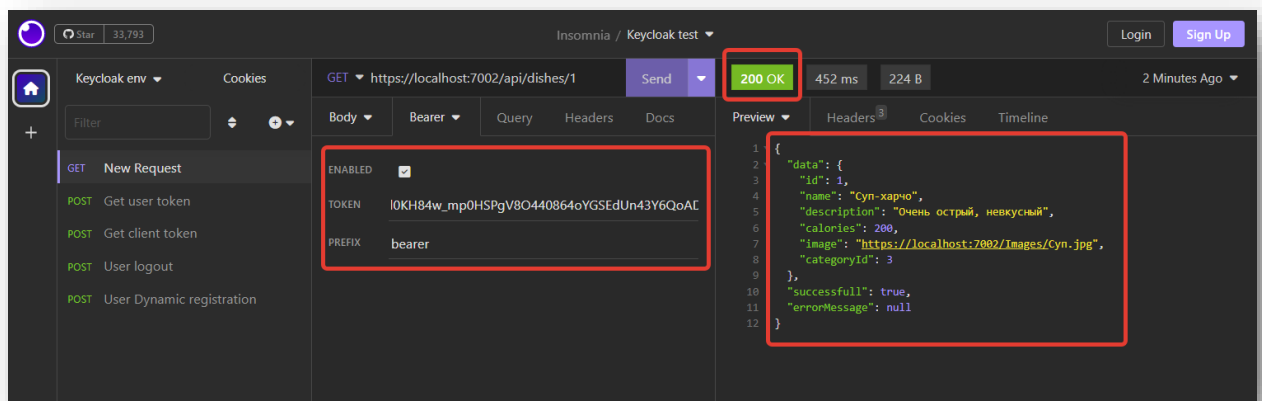 Star 33,793
Insomnia / Keycloak test
Login Sign Up
Keycloak env Cookies
GET https://localhost:7002/api/dishes/1 Send
200 OK 452 ms 224 B 2 Minutes Ago
Filter
Body Bearer Query Headers Docs
Preview Headers 3 Cookies Timeline
GET New Request
POST Get user token
POST Get client token
POST User logout
POST User Dynamic registration
ENABLED
TOKEN l0KH84w_mp0HSPgV8O440864oYGSEdUn43Y6QoAD
PREFIX bearer
1 {
2 "data": {
3 "id": 1,
4 "name": "Суп-харчо",
5 "description": "Очень острый, невкусный",
6 "calories": 200,
7 "image": "https://localhost:7002/Images/Суп.jpg",
8 "categoryId": 3
9 },
10 "successfull": true,
11 "errorMessage": null
12 }